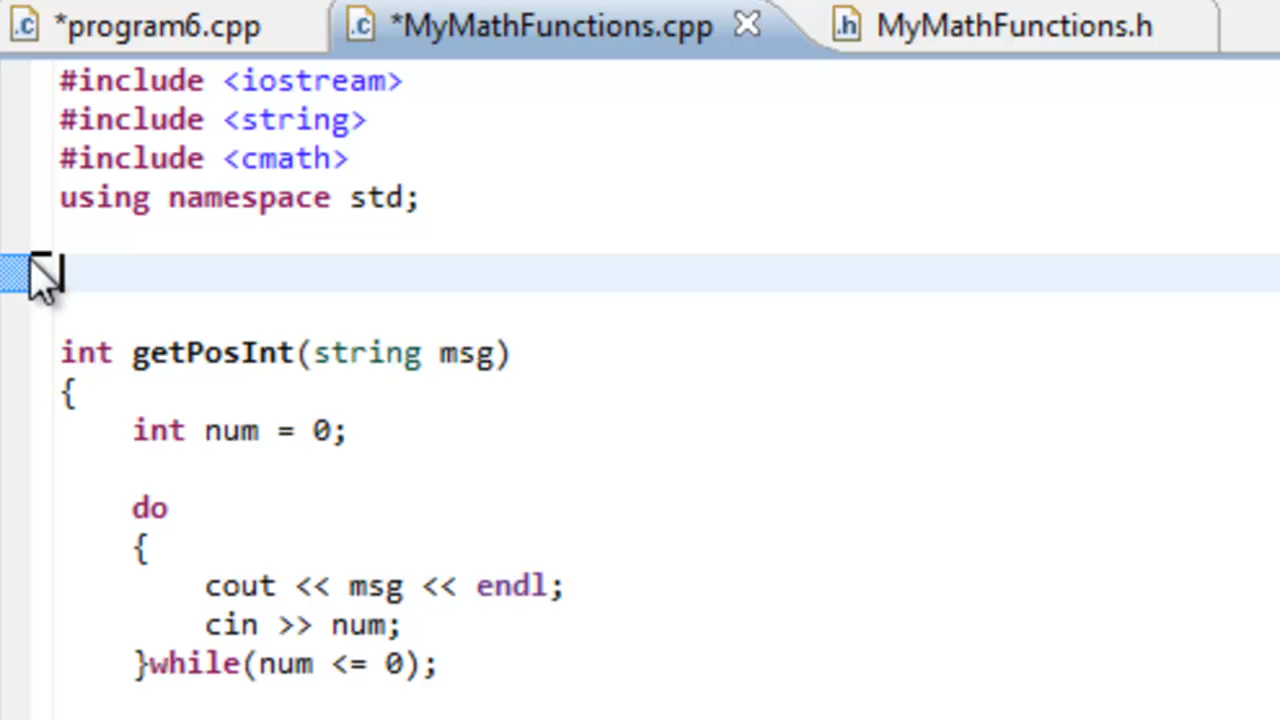 *program6.cpp *MyMathFunctions.cpp MyMathFunctions.h
#include <iostream>
#include <string>
#include <cmath>
using namespace std;
int getPosInt(string msg)
{
    int num = 0;
    do
    {
        cout << msg << endl;
        cin >> num;
    }while(num <= 0);